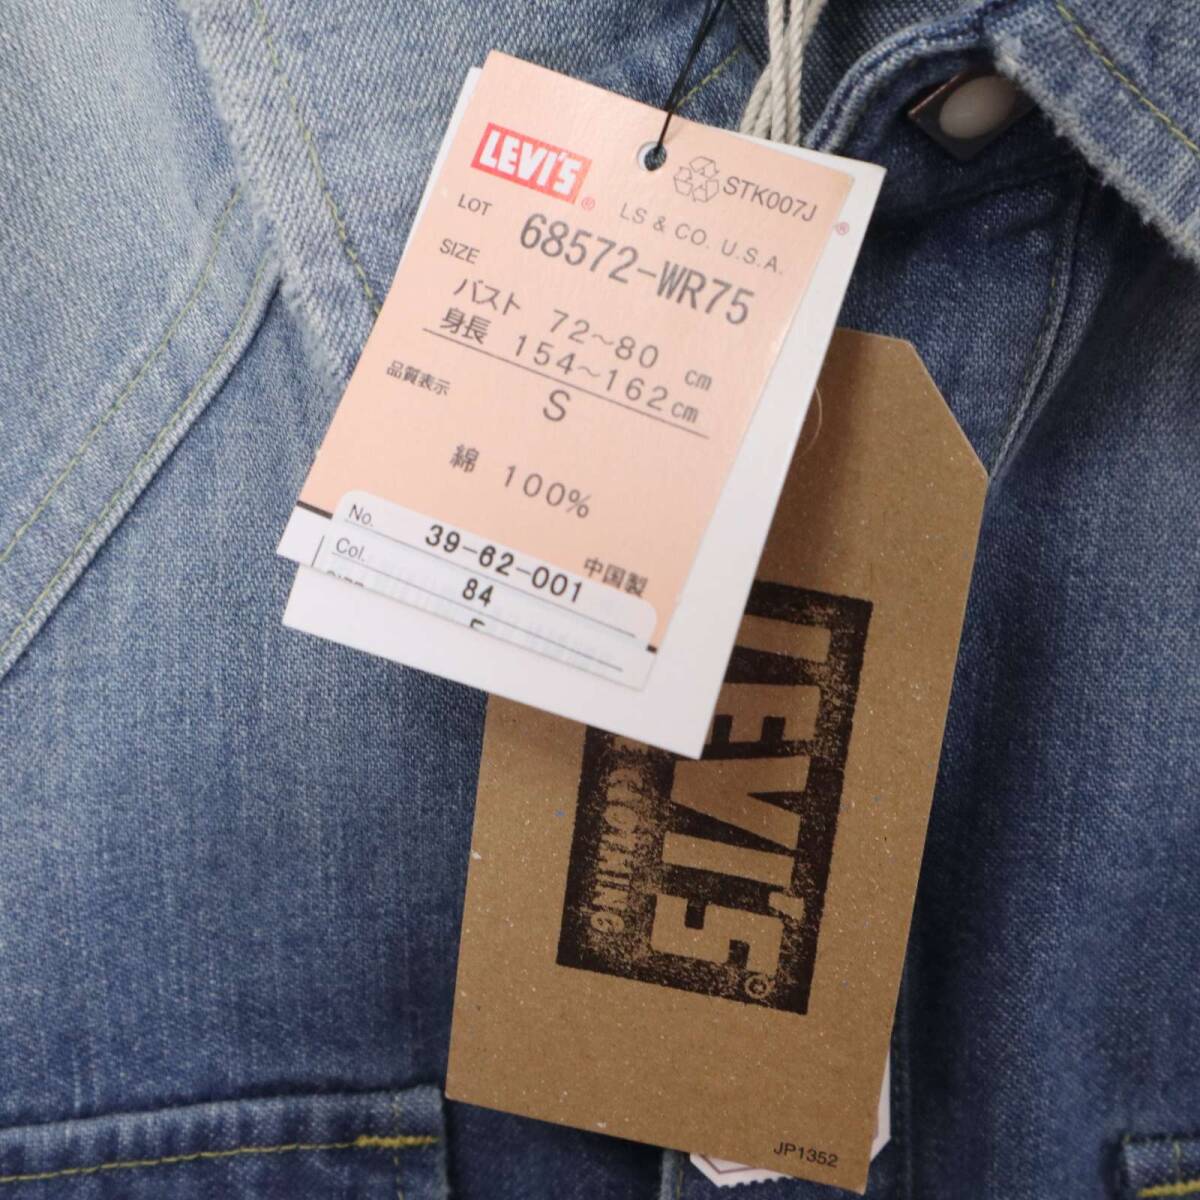 LEVI'S®
STK007J
LS & CO. U.S.A.
®
LOT 68572-WR75
SIZE
バスト 72～80 cm
身長 154～162cm
品質表示 S
綿 100%
中国製
No. 39-62-001
Col. 84
LEVI'S
®
CLOTHING
JP1352